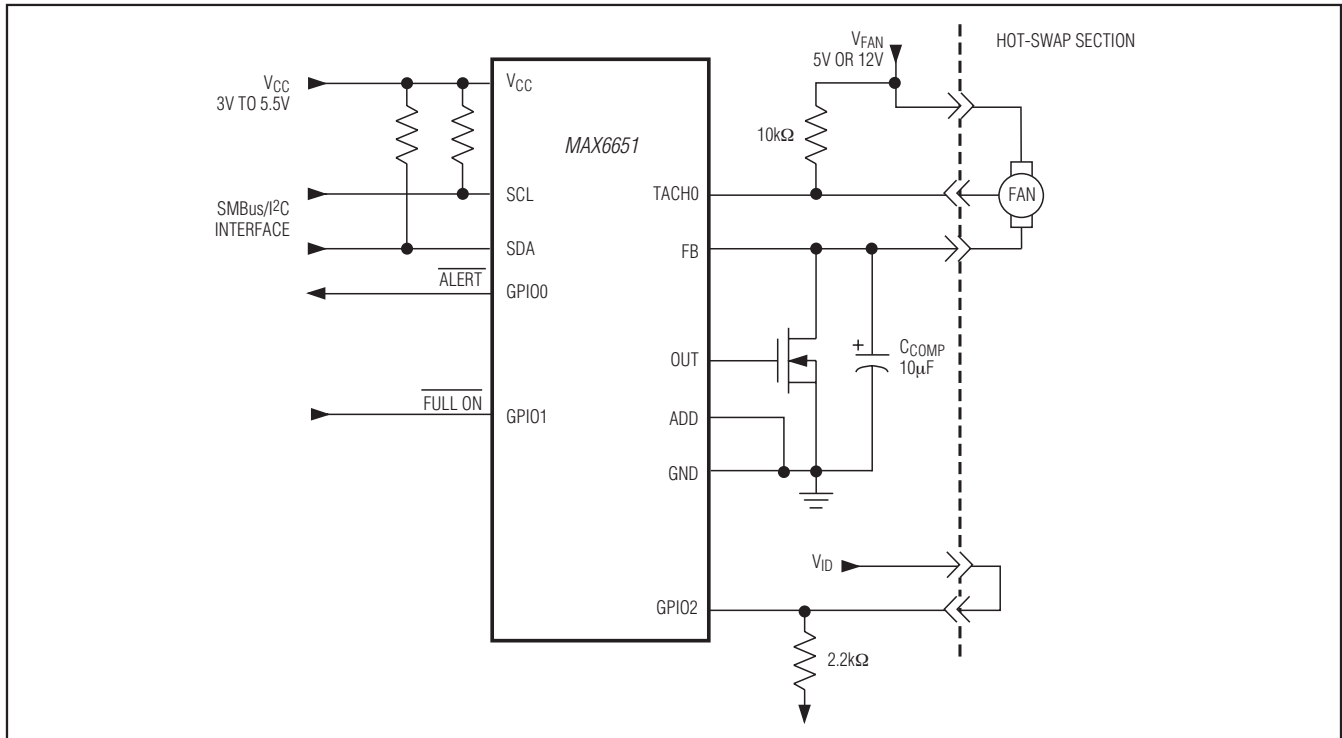 VCC
3V TO 5.5V
SMBus/I2C
INTERFACE
ALERT
FULL ON
VCC
MAX6651
SCL
SDA
GPIO0
GPIO1
TACH0
FB
OUT
ADD
GND
GPIO2
VFAN
5V OR 12V
10kΩ
HOT-SWAP SECTION
FAN
+
CCOMP
10µF
VID
2.2kΩ